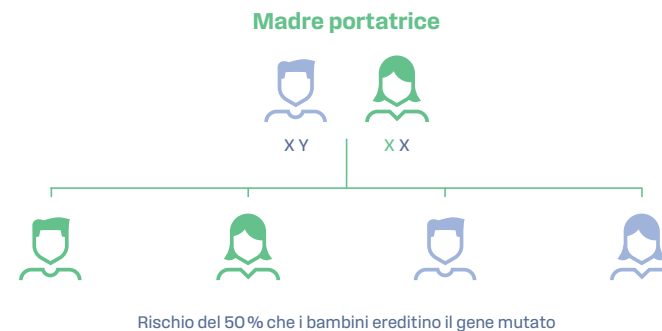 Madre portatrice
X Y X X
Rischio del 50 % che i bambini ereditino il gene mutato